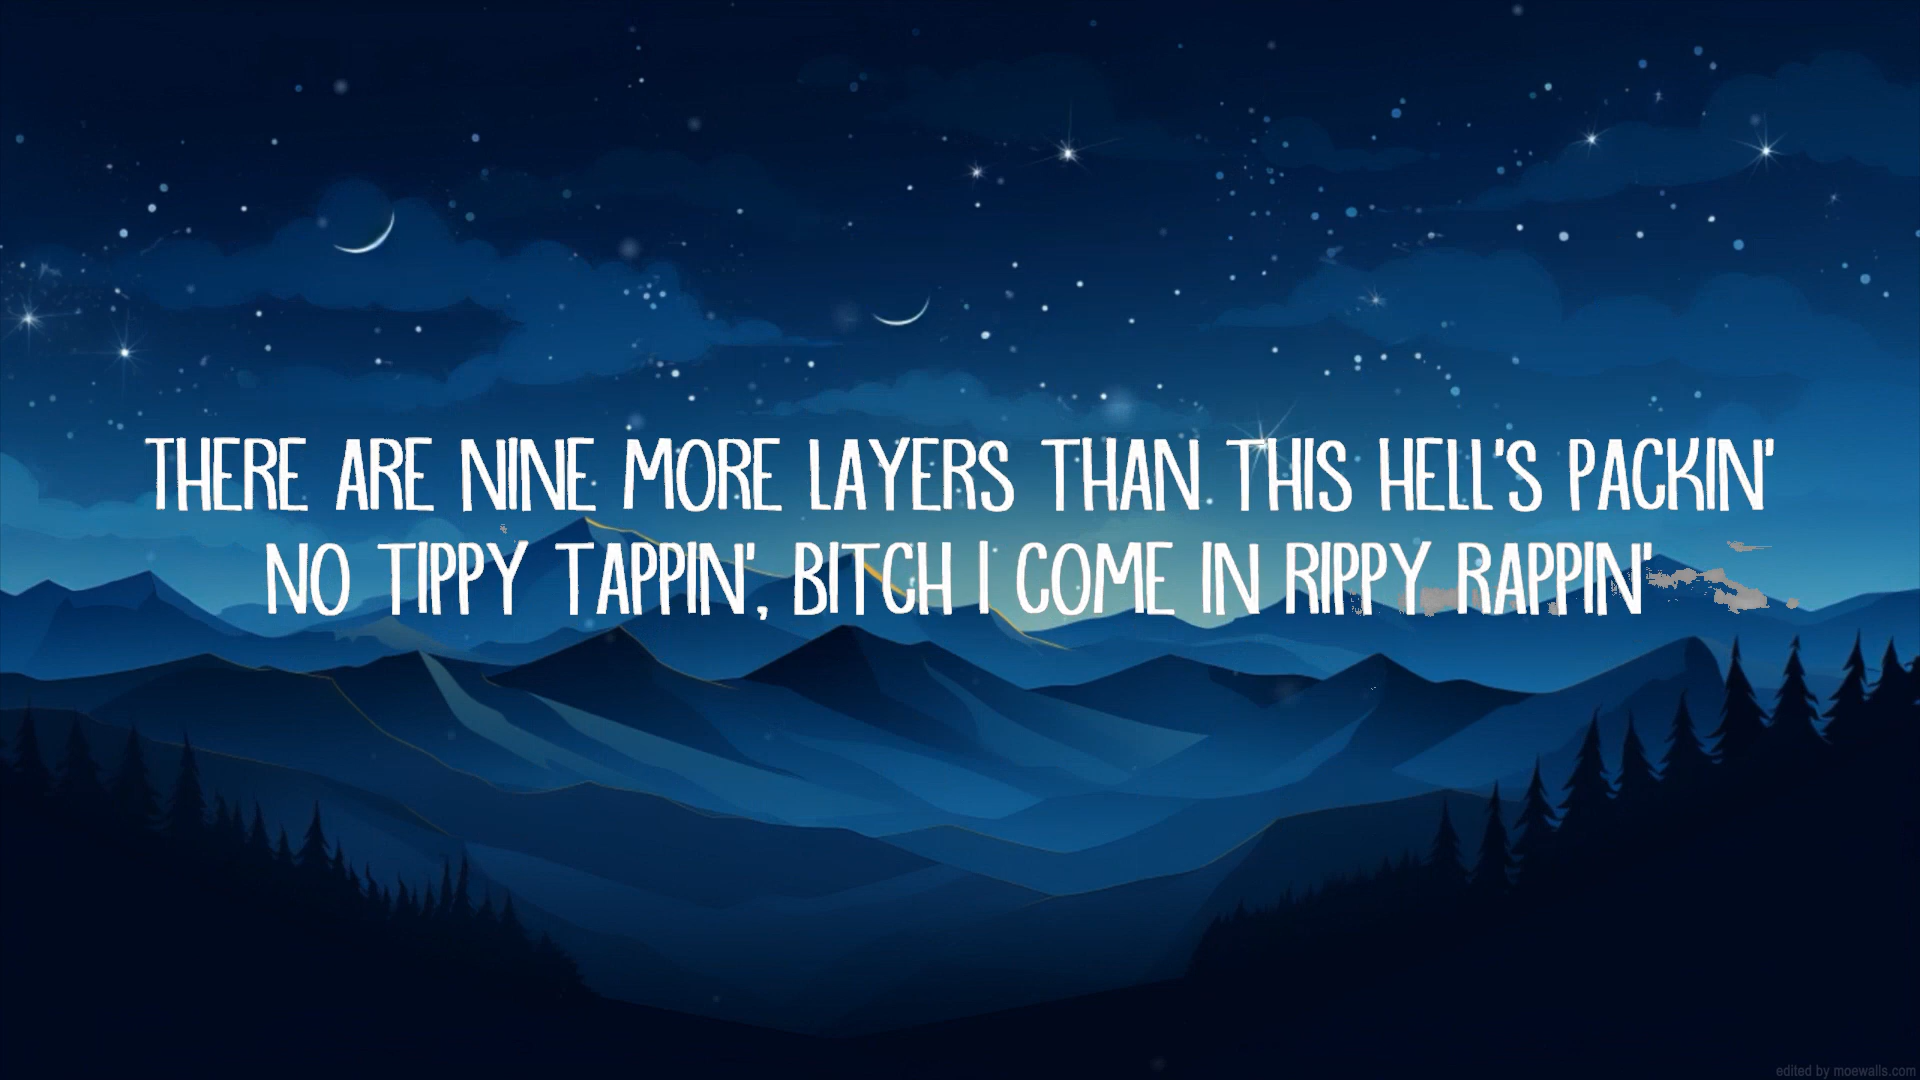 THERE ARE NINE MORE LAYERS THAN THIS HELL'S PACKIN'
NO TIPPY TAPPIN', BITCH I COME IN RIPPY RAPPIN'
edited by moewalls.com